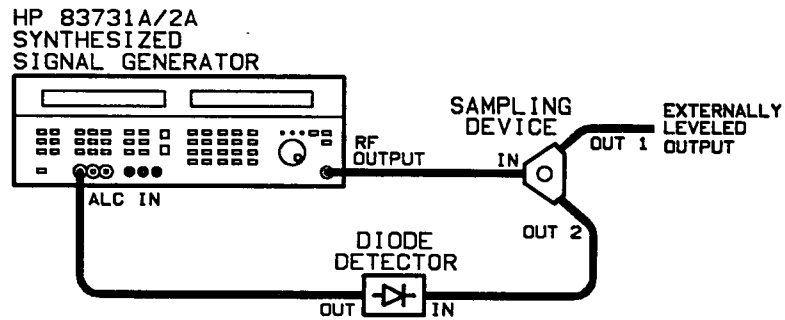 HP 83731A/2A
SYNTHESIZED
SIGNAL GENERATOR
SAMPLING
DEVICE
EXTERNALLY
LEVELED
OUTPUT
OUT 1
RF
OUTPUT
IN
ALC IN
OUT 2
DIODE
DETECTOR
OUT
IN